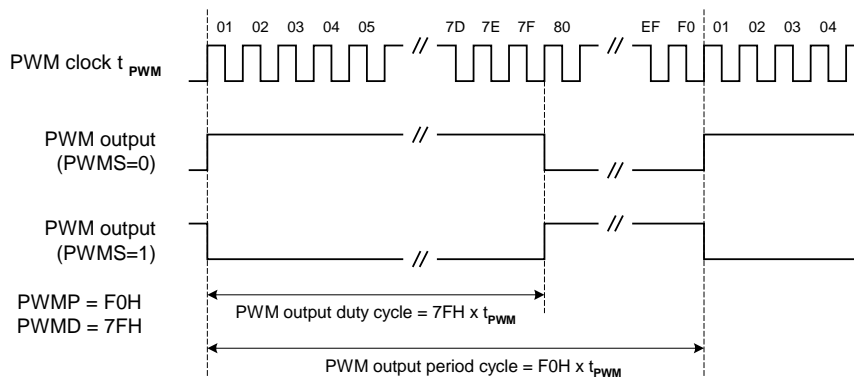 01 02 03 04 05 7D 7E 7F 80 EF F0 01 02 03 04
PWM clock t PWM
PWM output
(PWMS=0)
PWM output
(PWMS=1)
PWMP = F0H
PWMD = 7FH
PWM output duty cycle = 7FH x tPWM
PWM output period cycle = F0H x tPWM